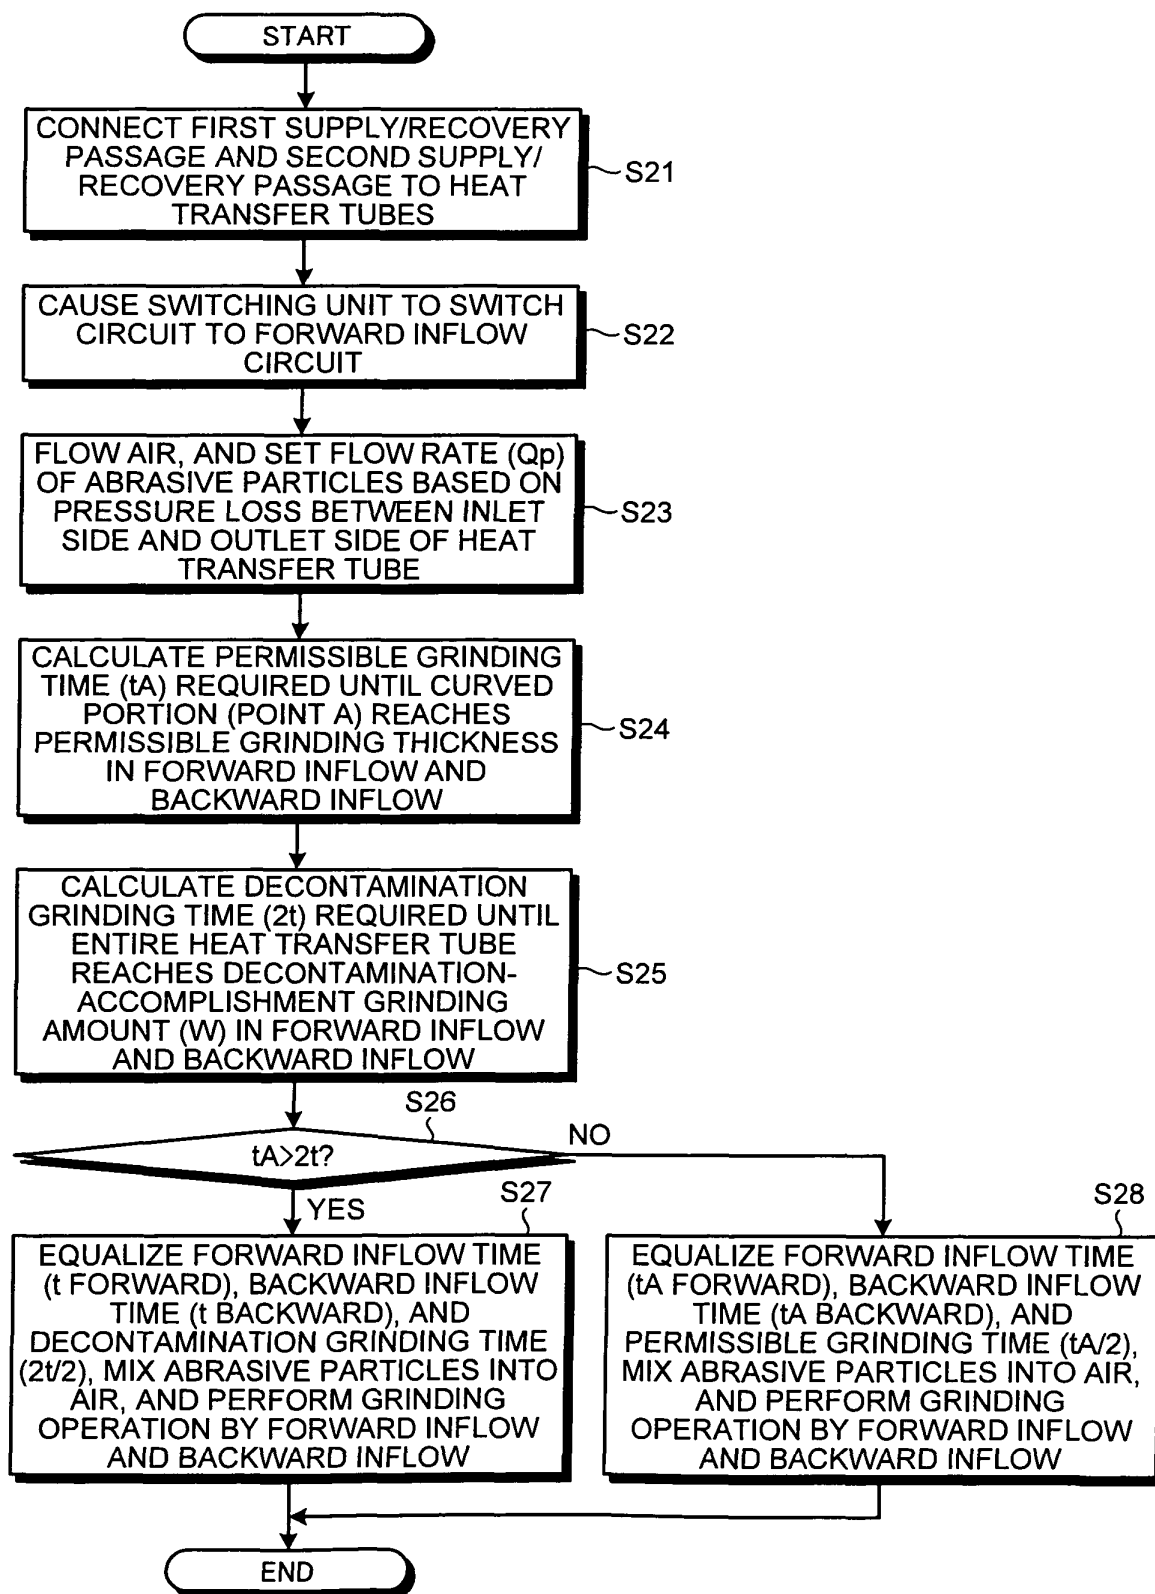 START
CONNECT FIRST SUPPLY/RECOVERY
PASSAGE AND SECOND SUPPLY/
RECOVERY PASSAGE TO HEAT
TRANSFER TUBES
S21
CAUSE SWITCHING UNIT TO SWITCH
CIRCUIT TO FORWARD INFLOW
CIRCUIT
S22
FLOW AIR, AND SET FLOW RATE (Qp)
OF ABRASIVE PARTICLES BASED ON
PRESSURE LOSS BETWEEN INLET
SIDE AND OUTLET SIDE OF HEAT
TRANSFER TUBE
S23
CALCULATE PERMISSIBLE GRINDING
TIME (tA) REQUIRED UNTIL CURVED
PORTION (POINT A) REACHES
PERMISSIBLE GRINDING THICKNESS
IN FORWARD INFLOW AND
BACKWARD INFLOW
S24
CALCULATE DECONTAMINATION
GRINDING TIME (2t) REQUIRED UNTIL
ENTIRE HEAT TRANSFER TUBE
REACHES DECONTAMINATION-
ACCOMPLISHMENT GRINDING
AMOUNT (W) IN FORWARD INFLOW
AND BACKWARD INFLOW
S25
S26
tA>2t?
NO
YES
S27
EQUALIZE FORWARD INFLOW TIME
(t FORWARD), BACKWARD INFLOW
TIME (t BACKWARD), AND
DECONTAMINATION GRINDING TIME
(2t/2), MIX ABRASIVE PARTICLES INTO
AIR, AND PERFORM GRINDING
OPERATION BY FORWARD INFLOW
AND BACKWARD INFLOW
S28
EQUALIZE FORWARD INFLOW TIME
(tA FORWARD), BACKWARD INFLOW
TIME (tA BACKWARD), AND
PERMISSIBLE GRINDING TIME (tA/2),
MIX ABRASIVE PARTICLES INTO AIR,
AND PERFORM GRINDING
OPERATION BY FORWARD INFLOW
AND BACKWARD INFLOW
END